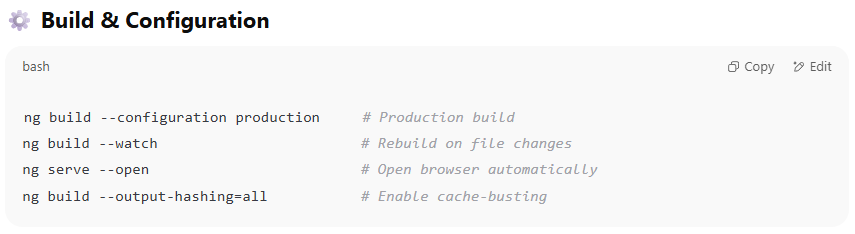 Build & Configuration
bash
Copy
Edit
ng build --configuration production     # Production build
ng build --watch                        # Rebuild on file changes
ng serve --open                         # Open browser automatically
ng build --output-hashing=all           # Enable cache-busting